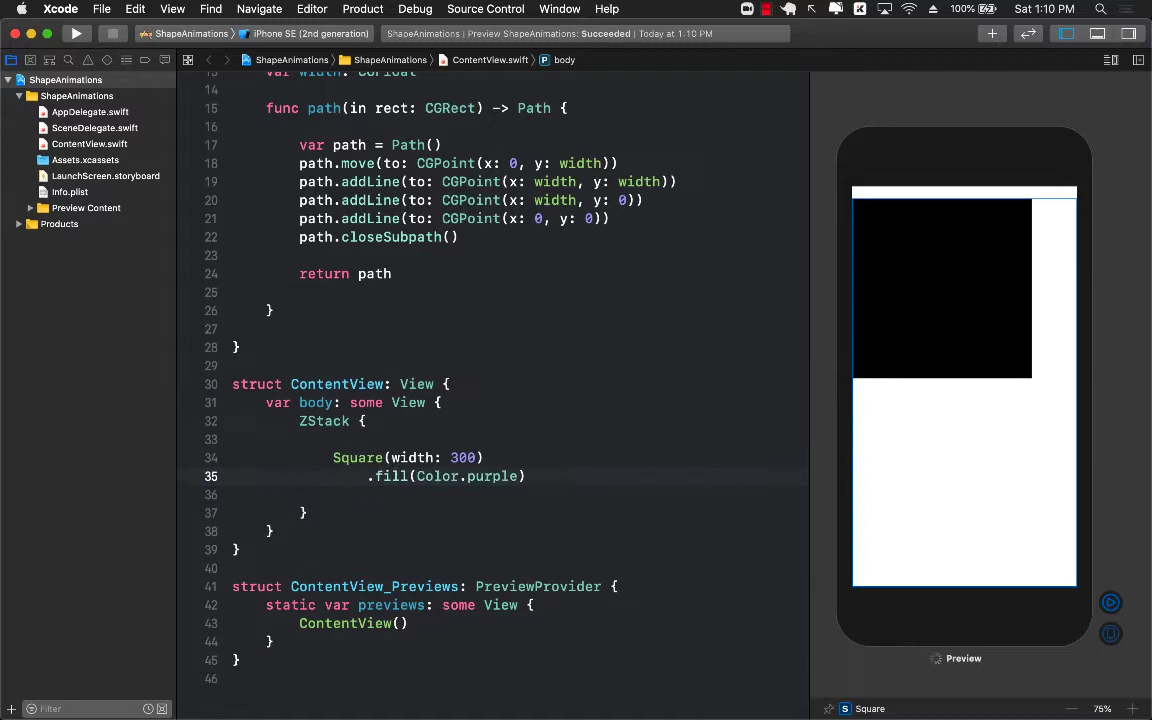 Xcode File Edit View Find Navigate Editor Product Debug Source Control Window Help 100% Sat 1:10 PM
ShapeAnimations iPhone SE (2nd generation) ShapeAnimations | Preview ShapeAnimations: Succeeded | Today at 1:10 PM
ShapeAnimations
ShapeAnimations
AppDelegate.swift
SceneDelegate.swift
ContentView.swift
Assets.xcassets
LaunchScreen.storyboard
Info.plist
Preview Content
Products
Filter
ShapeAnimations ShapeAnimations ContentView.swift P body
13 var width: CGFloat
14
15 func path(in rect: CGRect) -> Path {
16
17 var path = Path()
18 path.move(to: CGPoint(x: 0, y: width))
19 path.addLine(to: CGPoint(x: width, y: width))
20 path.addLine(to: CGPoint(x: width, y: 0))
21 path.addLine(to: CGPoint(x: 0, y: 0))
22 path.closeSubpath()
23
24 return path
25
26 }
27
28 }
29
30 struct ContentView: View {
31 var body: some View {
32 ZStack {
33
34 Square(width: 300)
35 .fill(Color.purple)
36
37 }
38 }
39 }
40
41 struct ContentView_Previews: PreviewProvider {
42 static var previews: some View {
43 ContentView()
44 }
45 }
46
Preview
S Square 75%